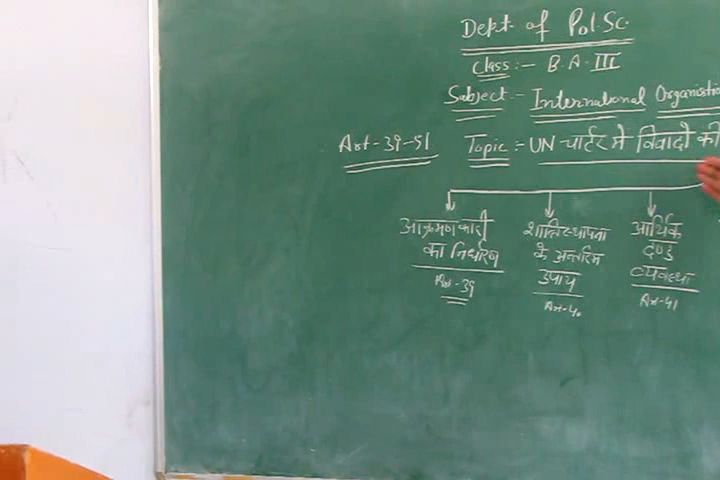 Dept. of Pol.Sc.
Class:- B.A.III
Subject:- International Organisatio
Art-39-51 Topic:- UN-चार्टर में विवादों की
आक्रमणकारी का निर्धारण Art-39
शान्तिस्थापना के अन्तरिम उपाय Art-40
आर्थिक दण्ड व्यवस्था Art-41